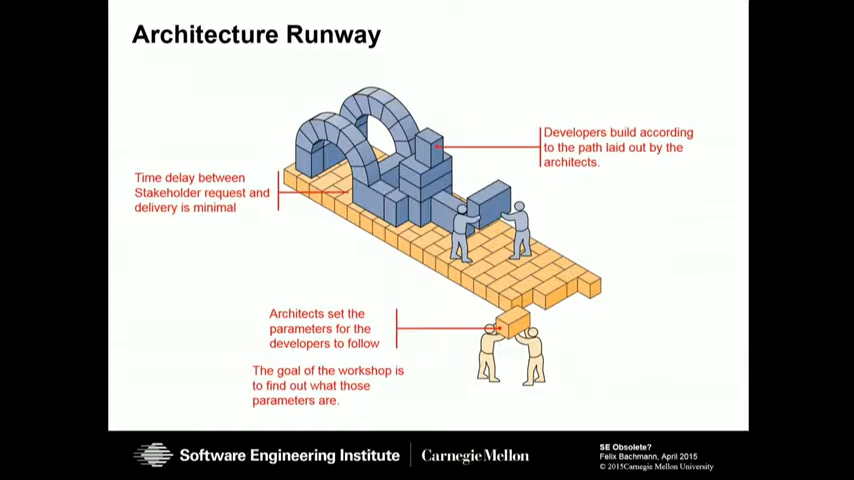 Architecture Runway
Developers build according
to the path laid out by the
architects.
Time delay between
Stakeholder request and
delivery is minimal
Architects set the
parameters for the
developers to follow
The goal of the workshop is
to find out what those
parameters are.
Software Engineering Institute
Carnegie Mellon
SE Obsolete?
Felix Bachmann, April 2015
© 2015Carnegie Mellon University